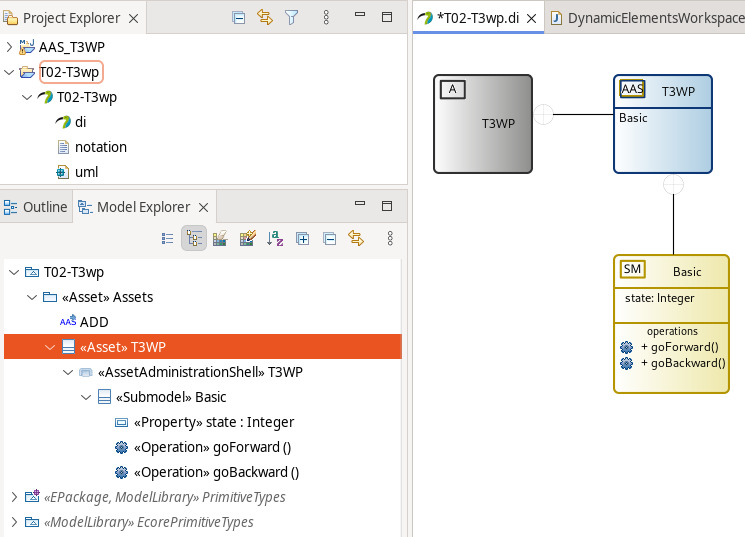 Project Explorer
AAS_T3WP
T02-T3wp
T02-T3wp
di
notation
uml
Outline
Model Explorer
T02-T3wp
«Asset» Assets
AAS ADD
«Asset» T3WP
«AssetAdministrationShell» T3WP
«Submodel» Basic
«Property» state : Integer
«Operation» goForward ()
«Operation» goBackward ()
«EPackage, ModelLibrary» PrimitiveTypes
«ModelLibrary» EcorePrimitiveTypes
*T02-T3wp.di
DynamicElementsWorkspace
A
T3WP
AAS
T3WP
Basic
SM
Basic
state: Integer
operations
+ goForward()
+ goBackward()